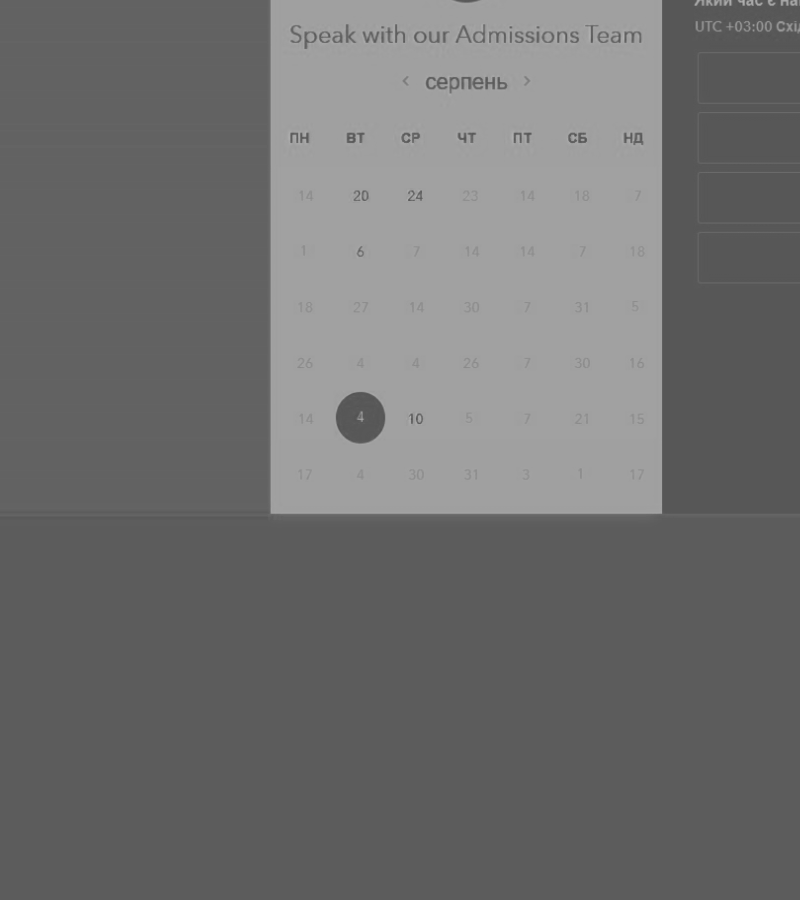 Який час є на
Speak with our Admissions Team
UTC +03:00 Схід
< серпень >
ПН ВТ СР ЧТ ПТ СБ НД
14 20 24 23 14 18 7
1 6 7 14 14 7 18
18 27 14 30 7 31 5
26 4 4 26 7 30 16
14 4 10 5 7 21 15
17 4 30 31 3 1 17